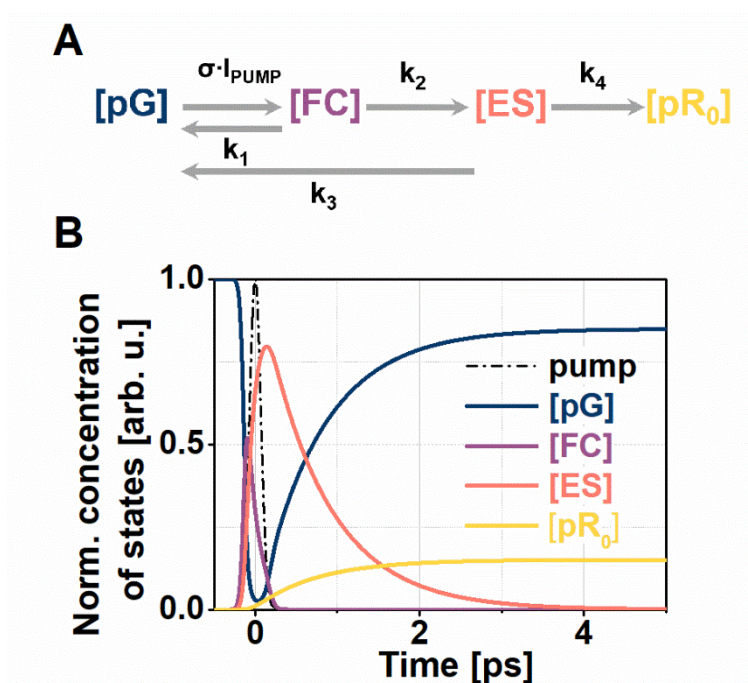 A
σ·I_PUMP k₂ k₄
[pG] [FC] [ES] [pR₀]
k₁
k₃
B
Norm. concentration
of states [arb. u.]
1.0
0.5
0.0
pump
[pG]
[FC]
[ES]
[pR₀]
0 2 4
Time [ps]